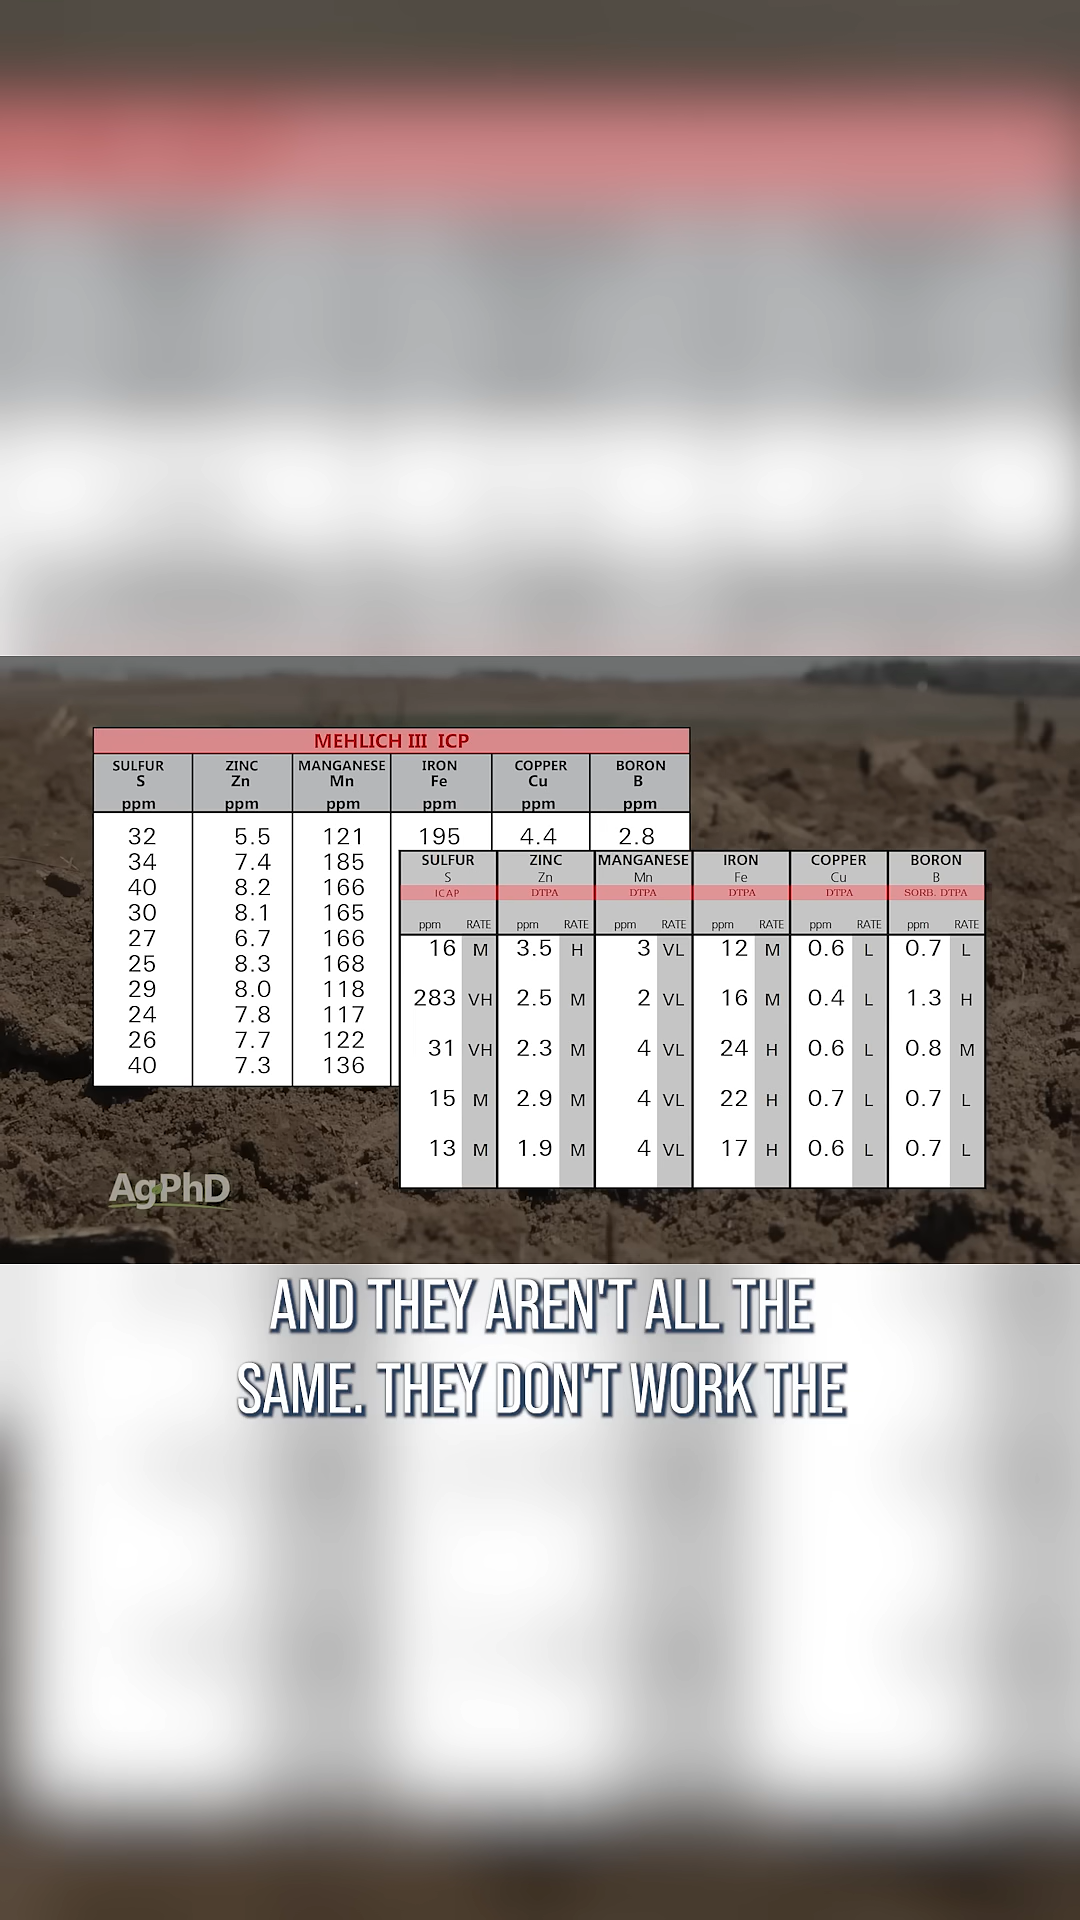 MEHLICH III ICP
SULFUR ZINC MANGANESE IRON COPPER BORON
S Zn Mn Fe Cu B
ppm ppm ppm ppm ppm ppm
32 5.5 121 195 4.4 2.8
34 7.4 185
40 8.2 166
30 8.1 165
27 6.7 166
25 8.3 168
29 8.0 118
24 7.8 117
26 7.7 122
40 7.3 136
SULFUR ZINC MANGANESE IRON COPPER BORON
S Zn Mn Fe Cu B
ICAP DTPA DTPA DTPA DTPA SORB. DTPA
ppm RATE ppm RATE ppm RATE ppm RATE ppm RATE ppm RATE
16 M 3.5 H 3 VL 12 M 0.6 L 0.7 L
283 VH 2.5 M 2 VL 16 M 0.4 L 1.3 H
31 VH 2.3 M 4 VL 24 H 0.6 L 0.8 M
15 M 2.9 M 4 VL 22 H 0.7 L 0.7 L
13 M 1.9 M 4 VL 17 H 0.6 L 0.7 L
AgPhD
AND THEY AREN'T ALL THE
SAME. THEY DON'T WORK THE